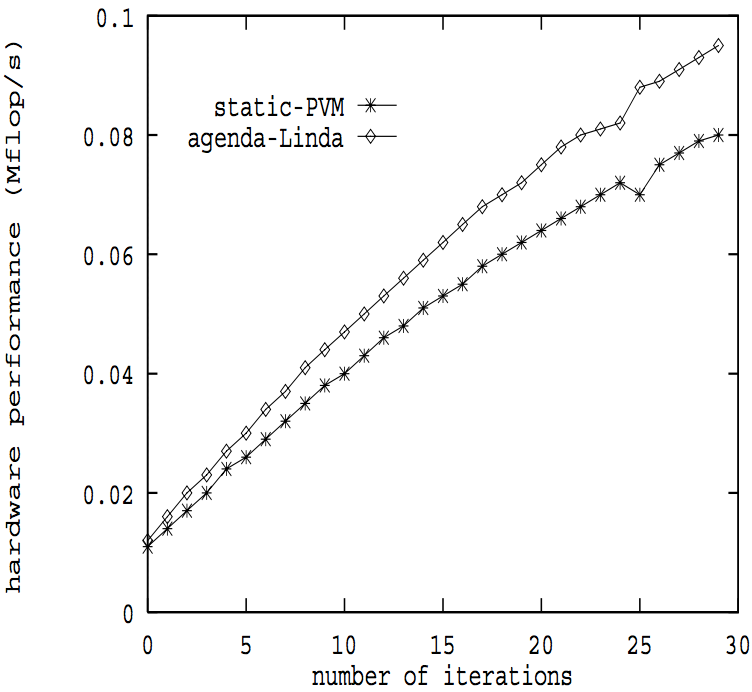 hardware performance (Mflop/s)
0.1
0.08
0.06
0.04
0.02
0
static-PVM
agenda-Linda
0 5 10 15 20 25 30
number of iterations